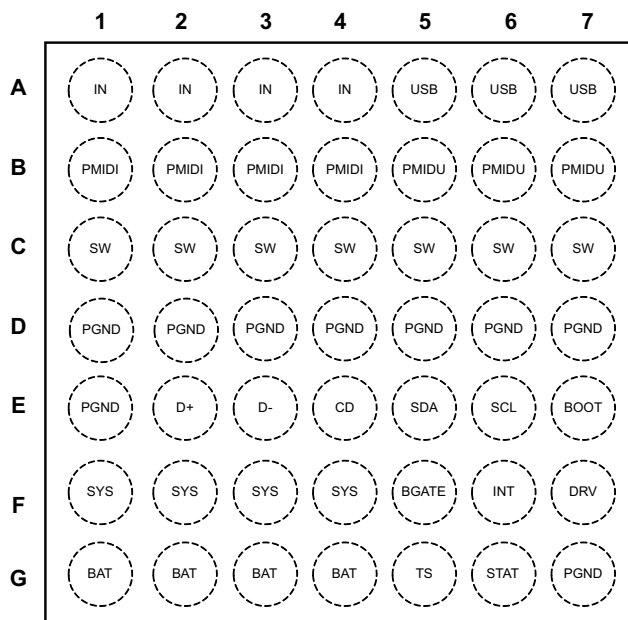 1 2 3 4 5 6 7
A IN IN IN IN USB USB USB
B PMIDI PMIDI PMIDI PMIDI PMIDU PMIDU PMIDU
C SW SW SW SW SW SW SW
D PGND PGND PGND PGND PGND PGND PGND
E PGND D+ D- CD SDA SCL BOOT
F SYS SYS SYS SYS BGATE INT DRV
G BAT BAT BAT BAT TS STAT PGND